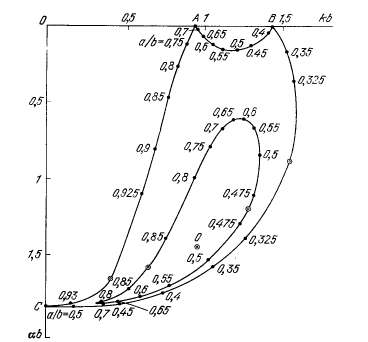 0 0,5 A 1 B 1,5 kb
0,7 0,65 0,4
a/b=0,75 0,6 0,5 0,35
0,55 0,45
0,8 0,325
0,85
0,5
0,65 0,6
0,7 0,55
0,9 0,75 0,5
1 0,8
0,925 0,475
0,475
0,85 0 0,325
1,5 0,5
0,85 0,35
0,93 0,8 0,6 0,55
C 0,4
a/b=0,5 0,7 0,45 0,65
αb